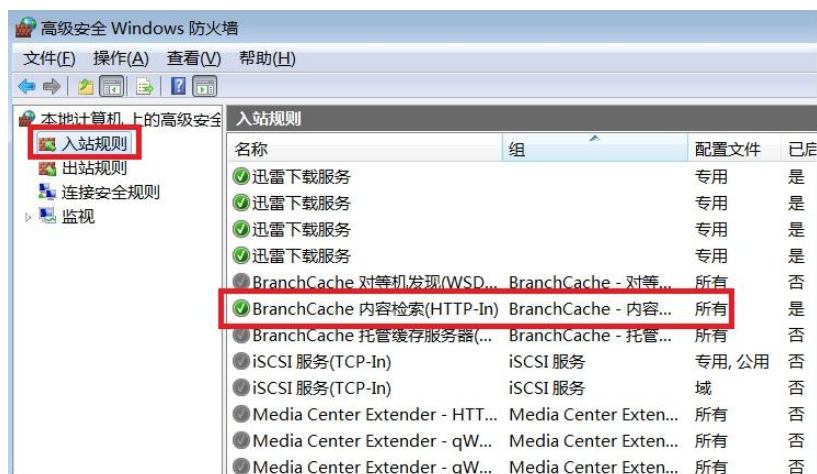 高级安全 Windows 防火墙
文件(F) 操作(A) 查看(V) 帮助(H)
本地计算机 上的高级安全
入站规则
出站规则
连接安全规则
监视
入站规则
名称 组 配置文件 已启
迅雷下载服务 专用 是
迅雷下载服务 专用 是
迅雷下载服务 专用 是
迅雷下载服务 专用 是
BranchCache 对等机发现(WSD... BranchCache - 对等... 所有 否
BranchCache 内容检索(HTTP-In) BranchCache - 内容... 所有 是
BranchCache 托管缓存服务器(... BranchCache - 托管... 所有 否
iSCSI 服务(TCP-In) iSCSI 服务 专用, 公用 否
iSCSI 服务(TCP-In) iSCSI 服务 域 否
Media Center Extender - HTT... Media Center Exten... 所有 否
Media Center Extender - qW... Media Center Exten... 所有 否
Media Center Extender - qW... Media Center Exten... 所有 否